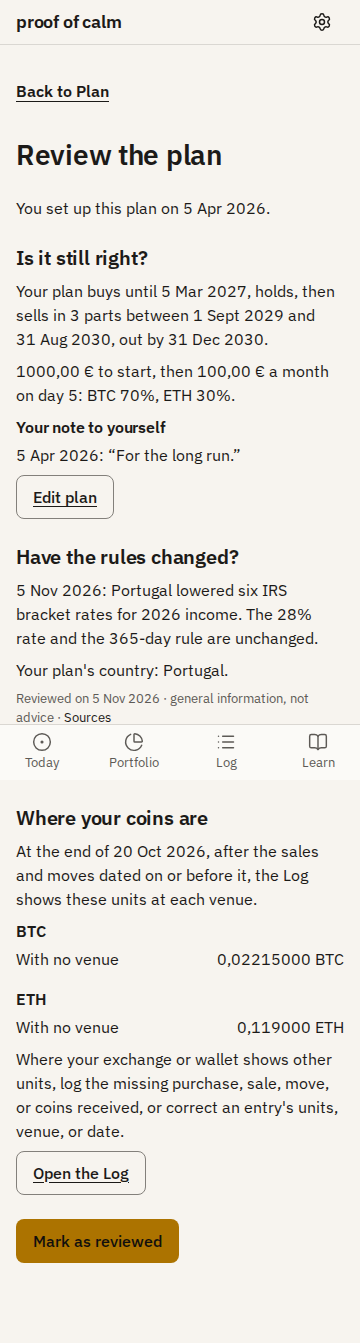 proof of calm
Back to Plan
Review the plan
You set up this plan on 5 Apr 2026.
Is it still right?
Your plan buys until 5 Mar 2027, holds, then
sells in 3 parts between 1 Sept 2029 and
31 Aug 2030, out by 31 Dec 2030.
1000,00 € to start, then 100,00 € a month
on day 5: BTC 70%, ETH 30%.
Your note to yourself
5 Apr 2026: “For the long run.”
Edit plan
Have the rules changed?
5 Nov 2026: Portugal lowered six IRS
bracket rates for 2026 income. The 28%
rate and the 365-day rule are unchanged.
Your plan's country: Portugal.
Reviewed on 5 Nov 2026 · general information, not
advice · Sources
Today Portfolio Log Learn
Where your coins are
At the end of 20 Oct 2026, after the sales
and moves dated on or before it, the Log
shows these units at each venue.
BTC
With no venue 0,02215000 BTC
ETH
With no venue 0,119000 ETH
Where your exchange or wallet shows other
units, log the missing purchase, sale, move,
or coins received, or correct an entry's units,
venue, or date.
Open the Log
Mark as reviewed